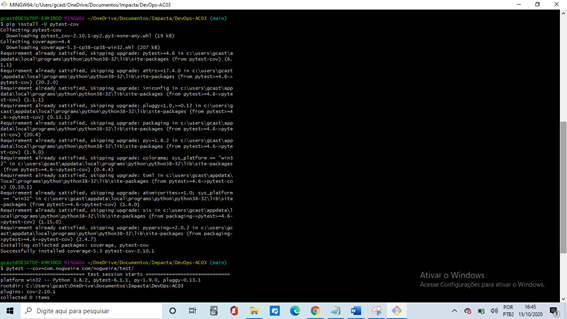 MINGW64:/c/Users/gcast/OneDrive/Documentos/Impacta/DevOps-AC03
gcast@DESKTOP- MINGW64 ~/OneDrive/Documentos/Impacta/DevOps-AC03 (main)
$ pip install -U pytest-cov
Collecting pytest-cov
Downloading pytest_cov-2.10.1-py2.py3-none-any.whl (19 kB)
Collecting coverage>=4.4
Downloading coverage-5.3-cp38-cp38-win32.whl (207 kB)
Requirement already satisfied, skipping upgrade: pytest>=4.6 in c:\users\gcast\a
ppdata\local\programs\python\python38-32\lib\site-packages (from pytest-cov) (6.
1.1)
Requirement already satisfied, skipping upgrade: attrs>=17.4.0 in c:\users\gcast
\appdata\local\programs\python\python38-32\lib\site-packages (from pytest>=4.6->
pytest-cov) (20.2.0)
Requirement already satisfied, skipping upgrade: iniconfig in c:\users\gcast\app
data\local\programs\python\python38-32\lib\site-packages (from pytest>=4.6->pyte
st-cov) (1.1.1)
Requirement already satisfied, skipping upgrade: pluggy<1.0,>=0.12 in c:\users\g
cast\appdata\local\programs\python\python38-32\lib\site-packages (from pytest>=4
.6->pytest-cov) (0.13.1)
Requirement already satisfied, skipping upgrade: packaging in c:\users\gcast\app
data\local\programs\python\python38-32\lib\site-packages (from pytest>=4.6->pyte
st-cov) (20.4)
Requirement already satisfied, skipping upgrade: py>=1.8.2 in c:\users\gcast\app
data\local\programs\python\python38-32\lib\site-packages (from pytest>=4.6->pyte
st-cov) (1.9.0)
Requirement already satisfied, skipping upgrade: colorama; sys_platform == "win3
2" in c:\users\gcast\appdata\local\programs\python\python38-32\lib\site-packages
(from pytest>=4.6->pytest-cov) (0.4.4)
Requirement already satisfied, skipping upgrade: toml in c:\users\gcast\appdata\
local\programs\python\python38-32\lib\site-packages (from pytest>=4.6->pytest-co
v) (0.10.1)
Requirement already satisfied, skipping upgrade: atomicwrites>=1.0; sys_platform
== "win32" in c:\users\gcast\appdata\local\programs\python\python38-32\lib\site
-packages (from pytest>=4.6->pytest-cov) (1.4.0)
Requirement already satisfied, skipping upgrade: six in c:\users\gcast\appdata\l
ocal\programs\python\python38-32\lib\site-packages (from packaging->pytest>=4.6-
>pytest-cov) (1.15.0)
Requirement already satisfied, skipping upgrade: pyparsing>=2.0.2 in c:\users\gc
ast\appdata\local\programs\python\python38-32\lib\site-packages (from packaging-
>pytest>=4.6->pytest-cov) (2.4.7)
Installing collected packages: coverage, pytest-cov
Successfully installed coverage-5.3 pytest-cov-2.10.1
gcast@DESKTOP- MINGW64 ~/OneDrive/Documentos/Impacta/DevOps-AC03 (main)
$ pytest --cov=com.nogueira com/nogueira/test/
============================= test session starts =============================
platform win32 -- Python 3.8.2, pytest-6.1.1, py-1.9.0, pluggy-0.13.1
rootdir: C:\Users\gcast\OneDrive\Documentos\Impacta\DevOps-AC03
plugins: cov-2.10.1
collected 0 items
Ativar o Windows
Acesse Configurações para ativar o Windows.
Digite aqui para pesquisar
POR
PTB2
16:45
15/10/2020